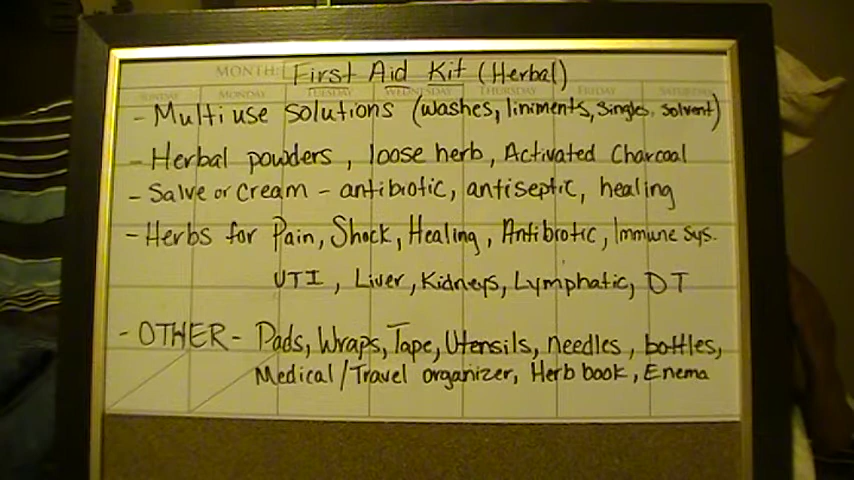 MONTH: First Aid Kit (Herbal)
SUNDAY MONDAY TUESDAY WEDNESDAY THURSDAY FRIDAY SATURDAY
- Multi use solutions (washes, liniments, singles, solvent)
- Herbal powders, loose herb, Activated Charcoal
- Salve or Cream - antibiotic, antiseptic, healing
- Herbs for Pain, Shock, Healing, Antibiotic, Immune Sys.
UTI, Liver, Kidneys, Lymphatic, DT
- OTHER - Pads, Wraps, Tape, Utensils, needles, bottles,
Medical/Travel organizer, Herb book, Enema